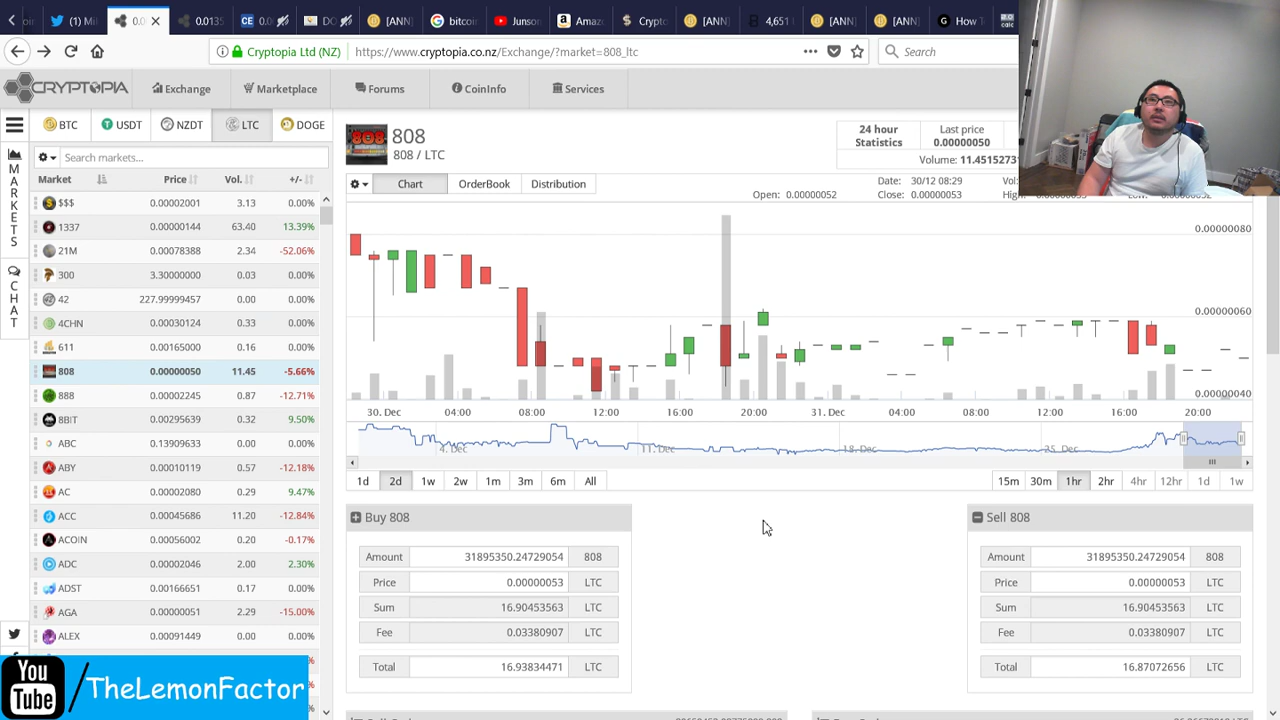 (1) Mi
0.0
0.0135
CE 0.0
DO
[ANN]
bitcoin
Junson
Amaz
Crypto
[ANN]
bitco
4,651
[ANN]
[ANN]
How T
calc
Cryptopia Ltd (NZ)
https://www.cryptopia.co.nz/Exchange/?market=808_ltc
Search
CRYPTOPIA
Exchange
Marketplace
Forums
CoinInfo
Services
BTC
USDT
NZDT
LTC
DOGE
MARKETS
CHAT
Search markets...
Market Price Vol. +/-
$$$ 0.00002001 3.13 0.00%
1337 0.00000144 63.40 13.39%
21M 0.00078388 2.34 -52.06%
300 3.30000000 0.03 0.00%
42 227.99999457 0.00 0.00%
4CHN 0.00030124 0.33 0.00%
611 0.00165000 0.16 0.00%
808 0.00000050 11.45 -5.66%
888 0.00002245 0.87 -12.71%
8BIT 0.00295639 0.32 9.50%
ABC 0.13909633 0.00 0.00%
ABY 0.00010119 0.57 -12.18%
AC 0.00002080 0.29 9.47%
ACC 0.00045686 11.20 -12.84%
ACOIN 0.00056002 0.20 -0.17%
ADC 0.00002046 2.00 2.30%
ADST 0.00166651 0.17 0.00%
AGA 0.00000051 2.29 -15.00%
ALEX 0.00091449 0.00 0.00%
808
808
808 / LTC
24 hour Last price
Statistics 0.00000050
Volume: 11.4515273
Chart
OrderBook
Distribution
Date: 30/12 08:29
Open: 0.00000052
Close: 0.00000053
0.00000080
0.00000060
0.00000040
30. Dec 04:00 08:00 12:00 16:00 20:00 31. Dec 04:00 08:00 12:00 16:00 20:00
4. Dec 11. Dec 18. Dec 25. Dec
1d 2d 1w 2w 1m 3m 6m All
15m 30m 1hr 2hr 4hr 12hr 1d 1w
Buy 808
Amount 31895350.24729054 808
Price 0.00000053 LTC
Sum 16.90453563 LTC
Fee 0.03380907 LTC
Total 16.93834471 LTC
Sell 808
Amount 31895350.24729054 808
Price 0.00000053 LTC
Sum 16.90453563 LTC
Fee 0.03380907 LTC
Total 16.87072656 LTC
You
Tube
/TheLemonFactor